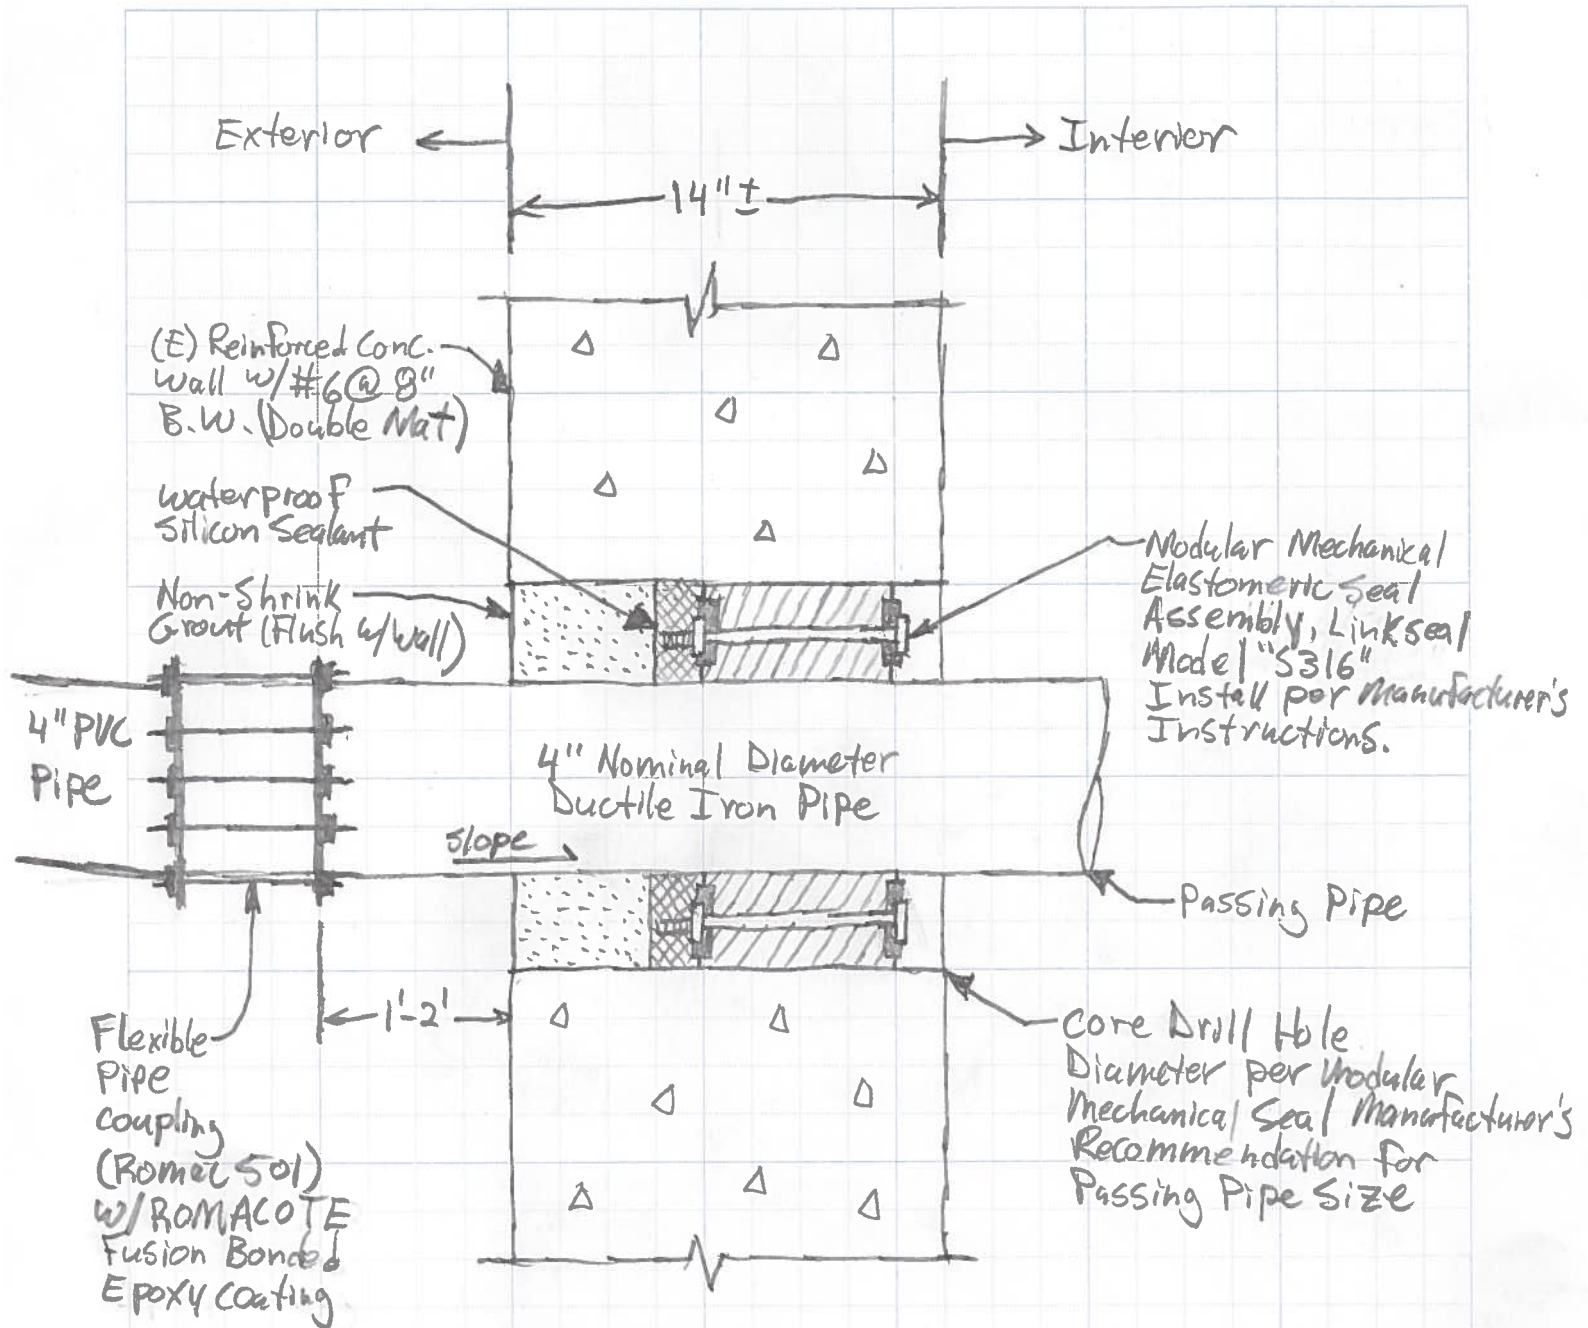 Exterior
Interior
14" ±
(E) Reinforced Conc.
Wall w/ #6 @ 8"
B.W. (Double Mat)
waterproof
Silicon Sealant
Non-Shrink
Grout (Flush w/ wall)
Modular Mechanical
Elastomeric Seal
Assembly, Linkseal
Model "S316"
Install per Manufacturer's
Instructions.
4" PVC
Pipe
4" Nominal Diameter
Ductile Iron Pipe
Slope
Passing Pipe
1'-2'
Flexible
Pipe
Coupling
(Romac 501)
w/ ROMACOTE
Fusion Bonded
Epoxy Coating
Core Drill Hole
Diameter per Modular
Mechanical Seal Manufacturer's
Recommendation for
Passing Pipe Size